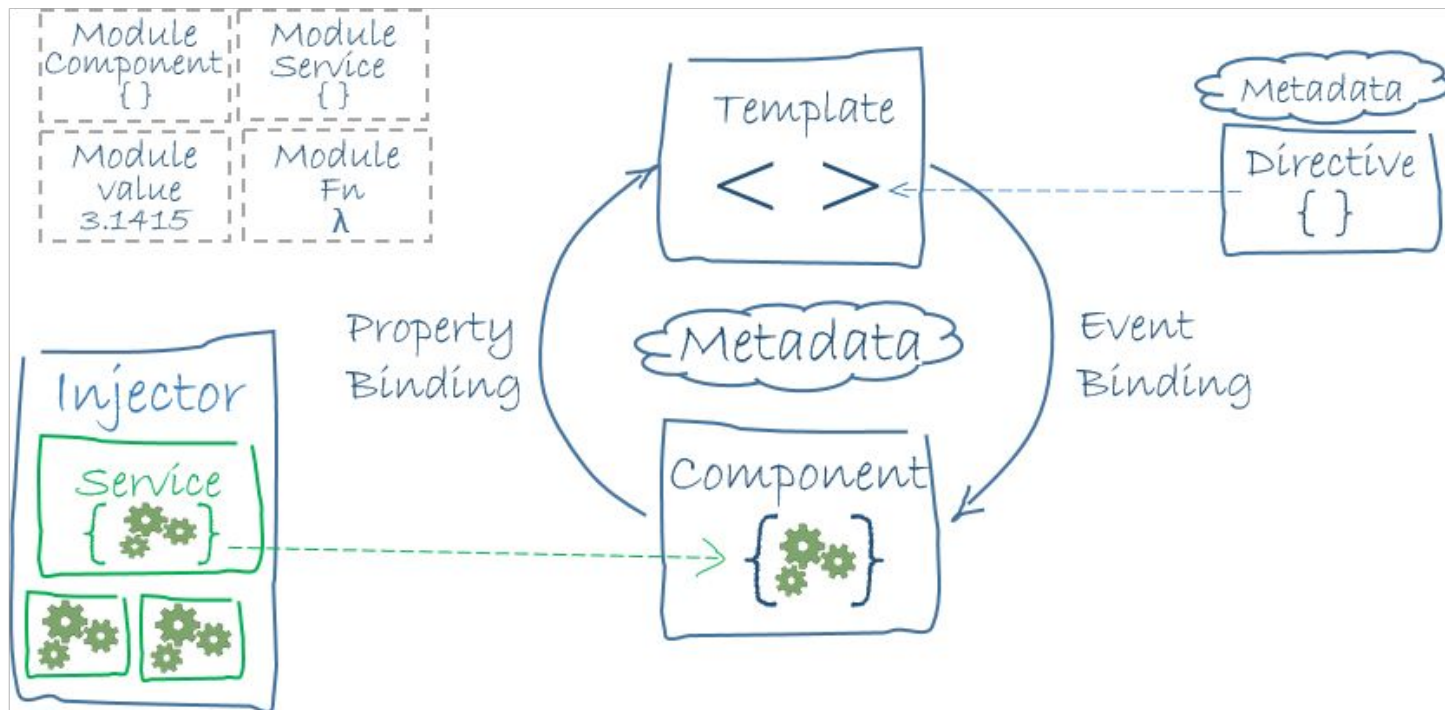 Module
Component
{ }
Module
Service
{ }
Module
value
3.1415
Module
Fn
λ
Template
< >
Metadata
Directive
{ }
Property
Binding
Metadata
Event
Binding
Injector
Service
{ }
Component
{ }